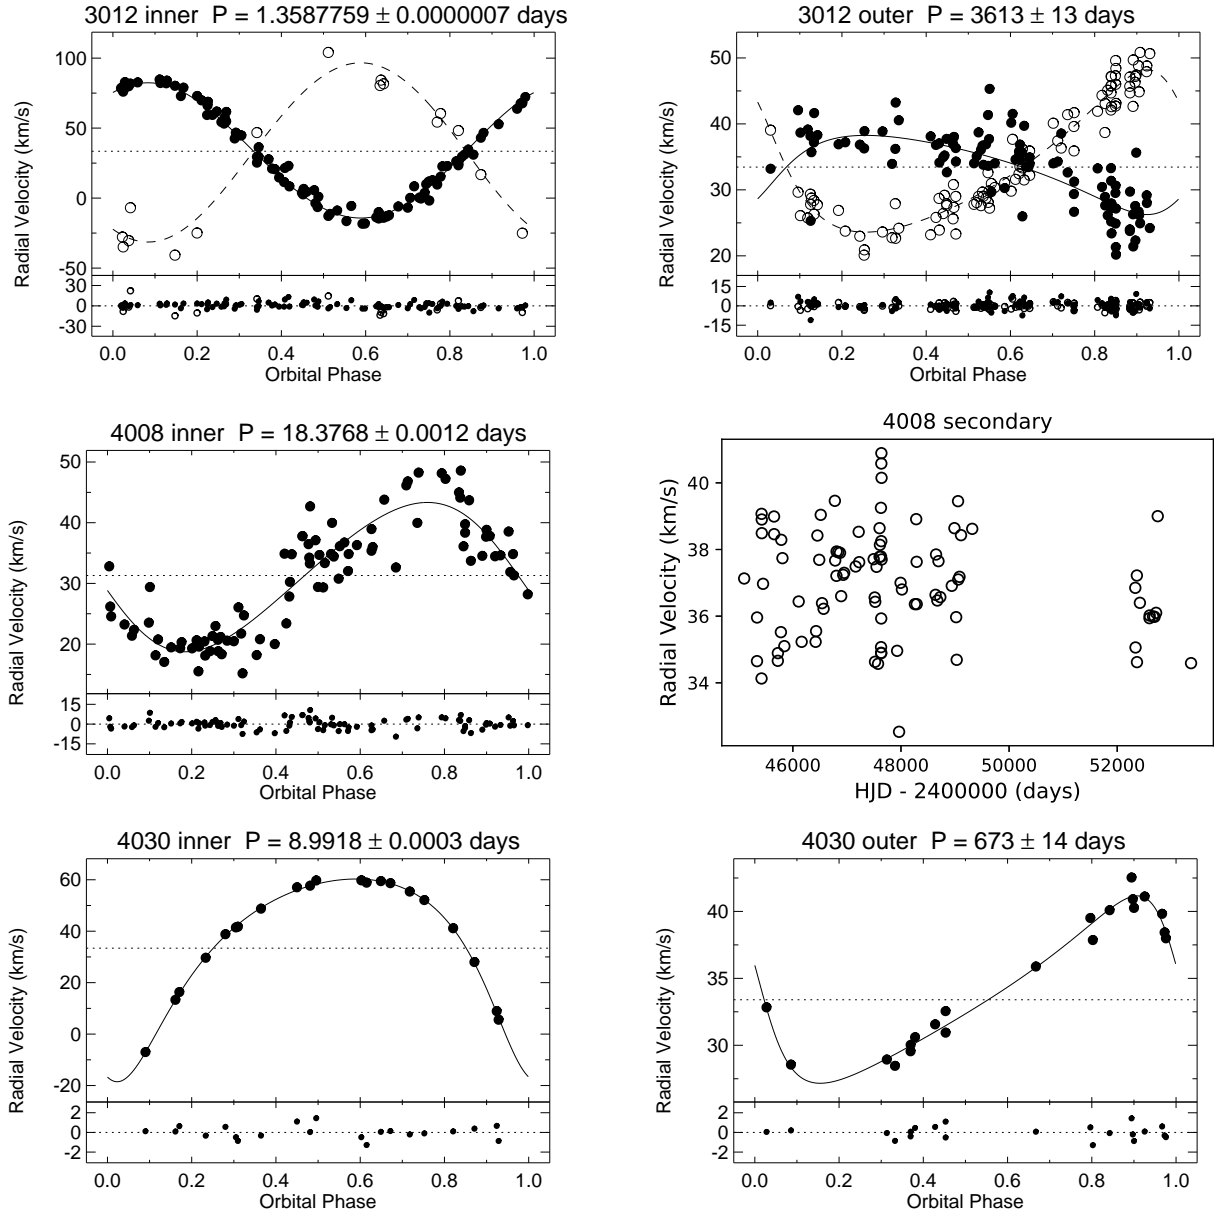 3012 inner P = 1.3587759 ± 0.0000007 days
Radial Velocity (km/s)
100
50
0
-50
30
0
-30
0.0 0.2 0.4 0.6 0.8 1.0
Orbital Phase
3012 outer P = 3613 ± 13 days
Radial Velocity (km/s)
50
40
30
20
15
0
-15
0.0 0.2 0.4 0.6 0.8 1.0
Orbital Phase
4008 inner P = 18.3768 ± 0.0012 days
Radial Velocity (km/s)
50
40
30
20
15
0
-15
0.0 0.2 0.4 0.6 0.8 1.0
Orbital Phase
4008 secondary
Radial Velocity (km/s)
40
38
36
34
46000 48000 50000 52000
HJD - 2400000 (days)
4030 inner P = 8.9918 ± 0.0003 days
Radial Velocity (km/s)
60
40
20
0
-20
2
0
-2
0.0 0.2 0.4 0.6 0.8 1.0
Orbital Phase
4030 outer P = 673 ± 14 days
Radial Velocity (km/s)
40
35
30
2
0
-2
0.0 0.2 0.4 0.6 0.8 1.0
Orbital Phase